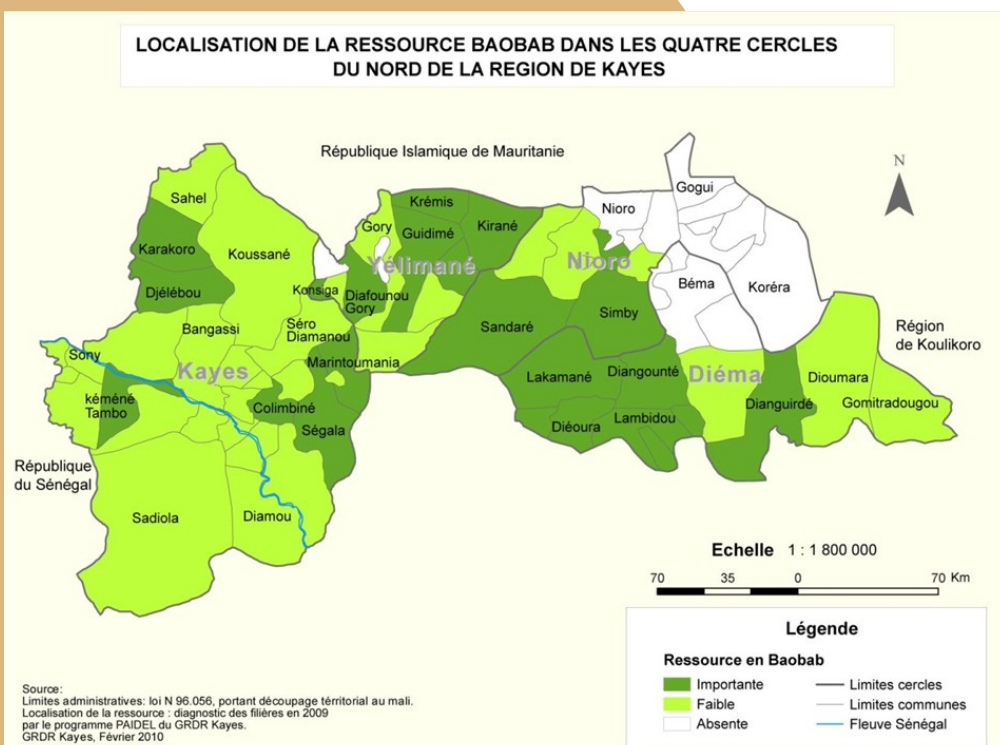 LOCALISATION DE LA RESSOURCE BAOBAB DANS LES QUATRE CERCLES
DU NORD DE LA REGION DE KAYES
République Islamique de Mauritanie
N
Gogui
Sahel
Krémis
Nioro
Gory
Guidimé
Kirané
Karakoro
Koussané
Yélimané
Nioro
Djélébou
Konsiga
Diafounou
Gory
Béma
Koréra
Bangassi
Séro
Diamanou
Sandaré
Simby
Région
de Koulikoro
Sony
Kayes
Marintoumania
Lakamané
Diangounté
Diéma
Dioumara
kéméné
Tambo
Colimbiné
Dianguirdé
Gomitradougou
Ségala
Diéoura
Lambidou
République
du Sénégal
Sadiola
Diamou
Echelle 1 : 1 800 000
70 35 0 70 Km
Légende
Ressource en Baobab
Importante
Limites cercles
Faible
Limites communes
Absente
Fleuve Sénégal
Source:
Limites administratives: loi N 96.056, portant découpage térritorial au mali.
Localisation de la ressource : diagnostic des filières en 2009
par le programme PAIDEL du GRDR Kayes.
GRDR Kayes, Février 2010